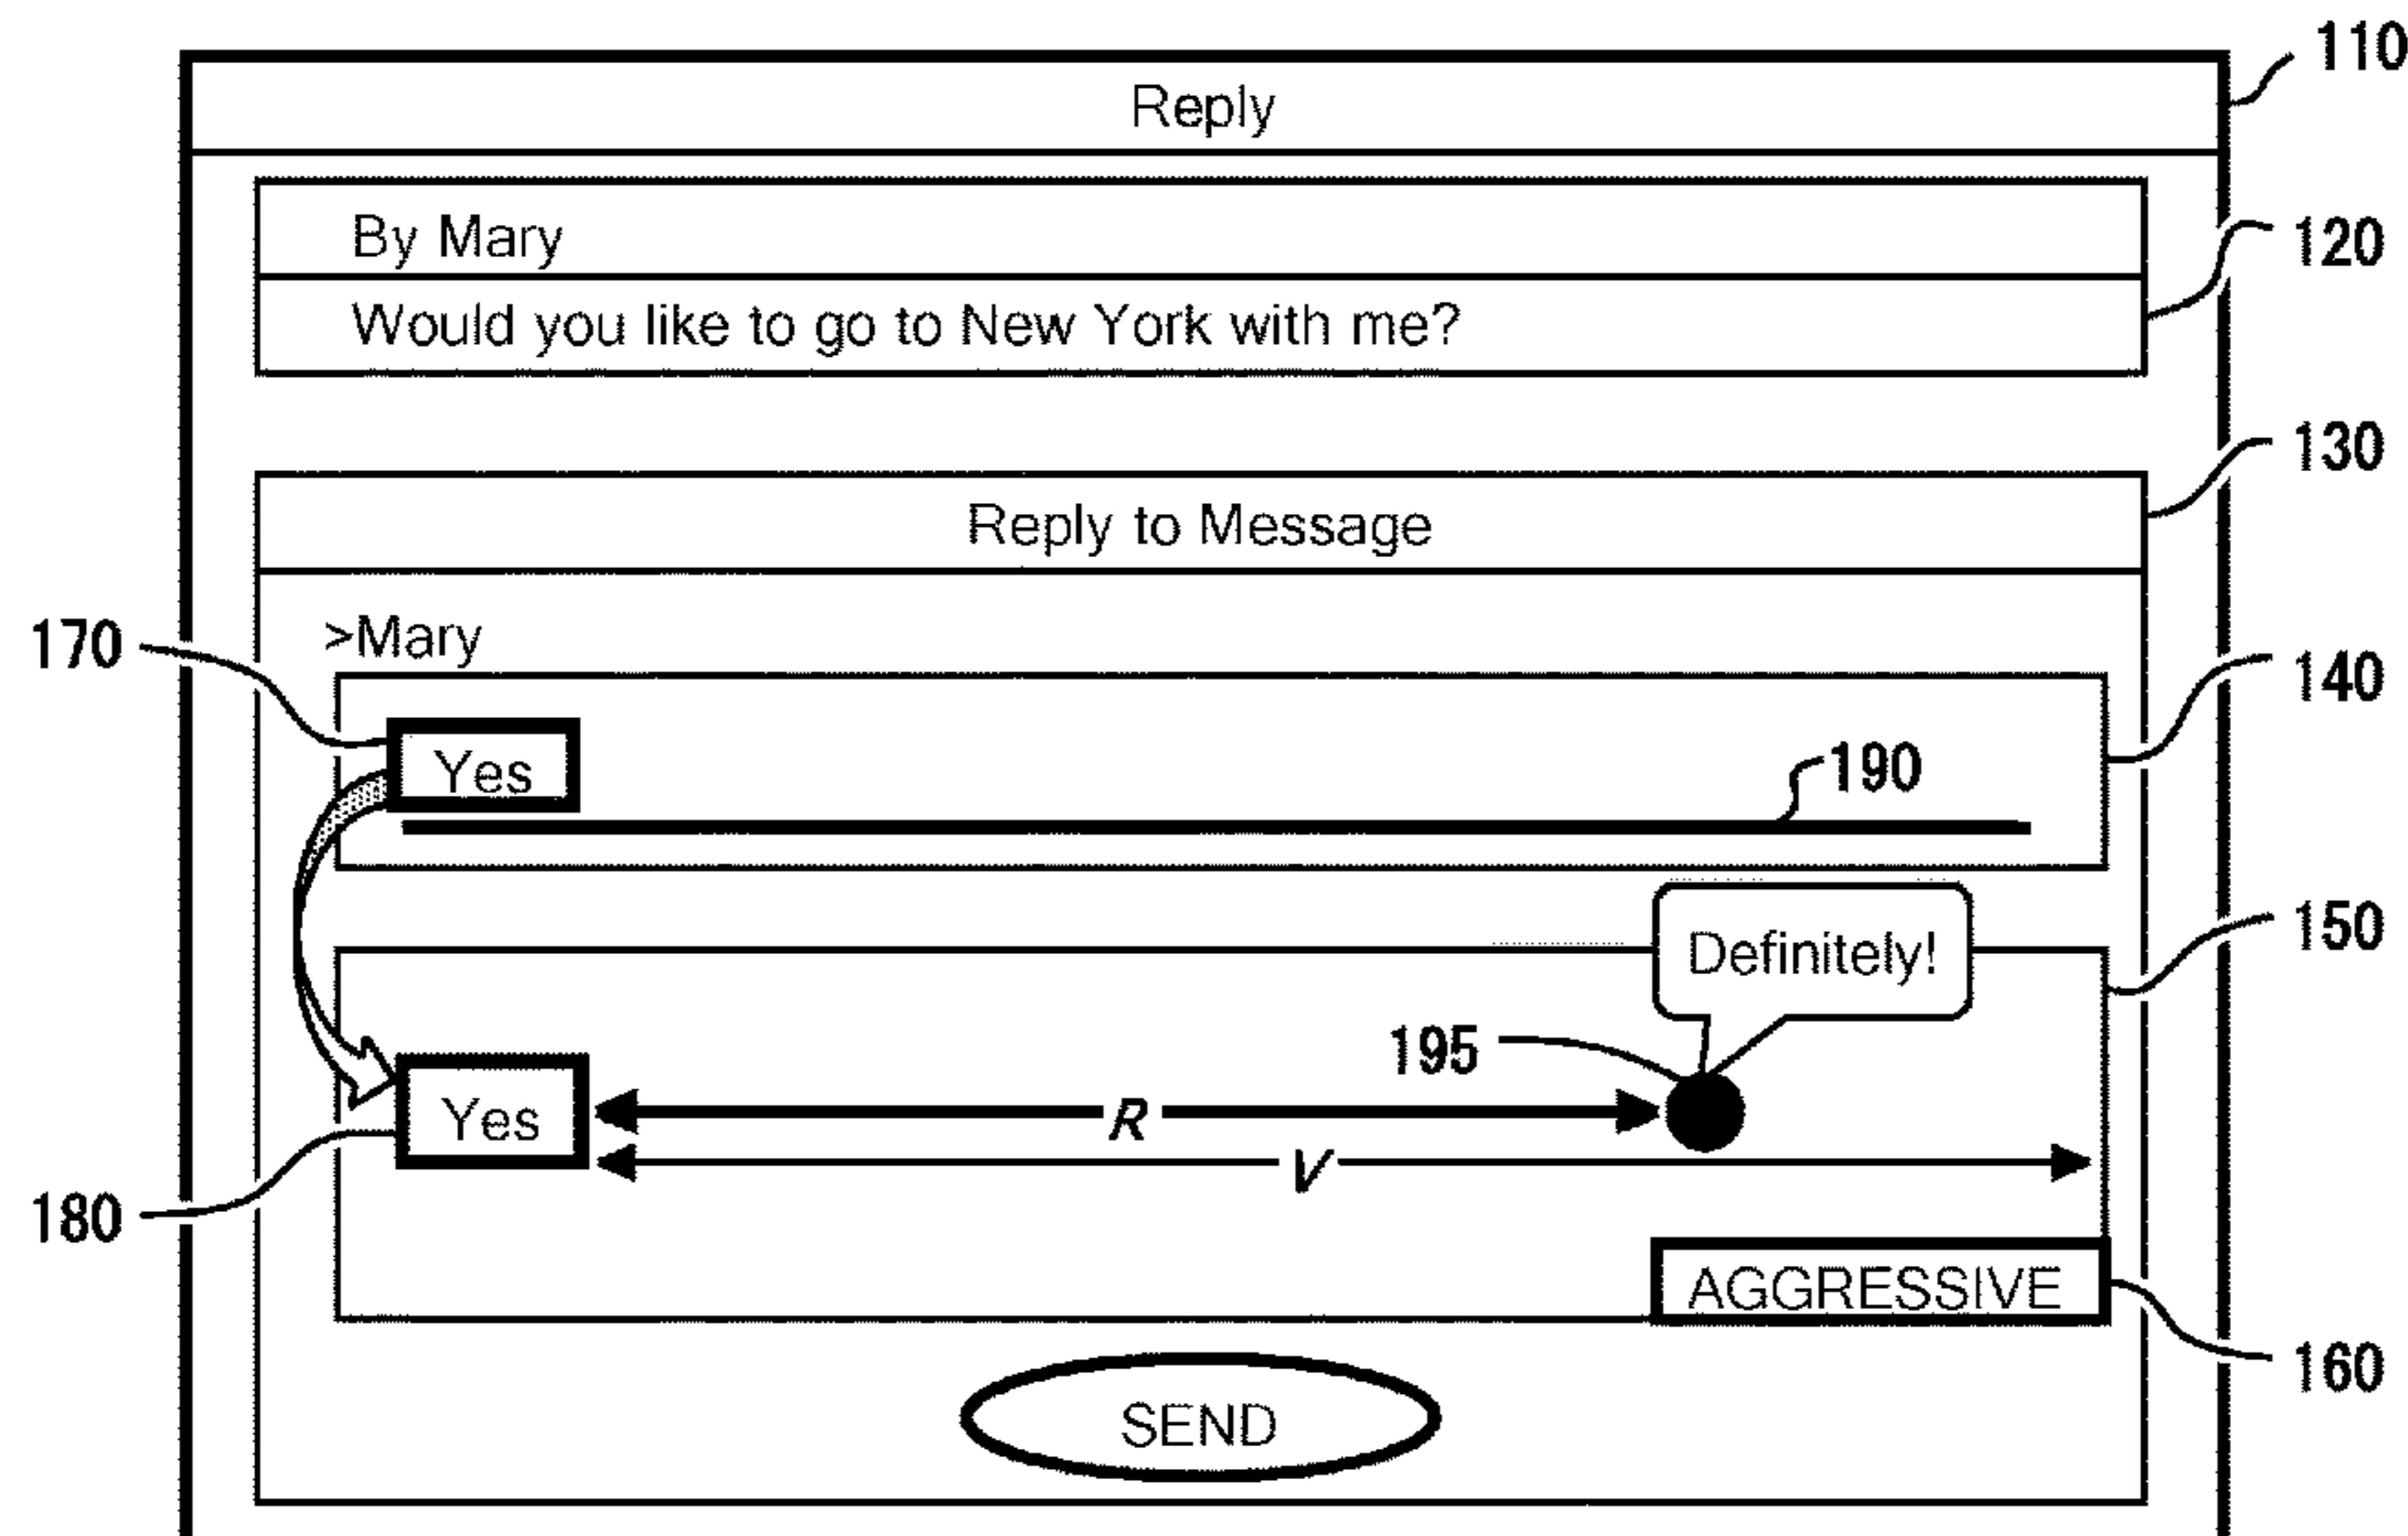 110
Reply
By Mary
120
Would you like to go to New York with me?
130
Reply to Message
170
>Mary
140
Yes
190
150
Definitely!
195
Yes
R
V
180
AGGRESSIVE
160
SEND